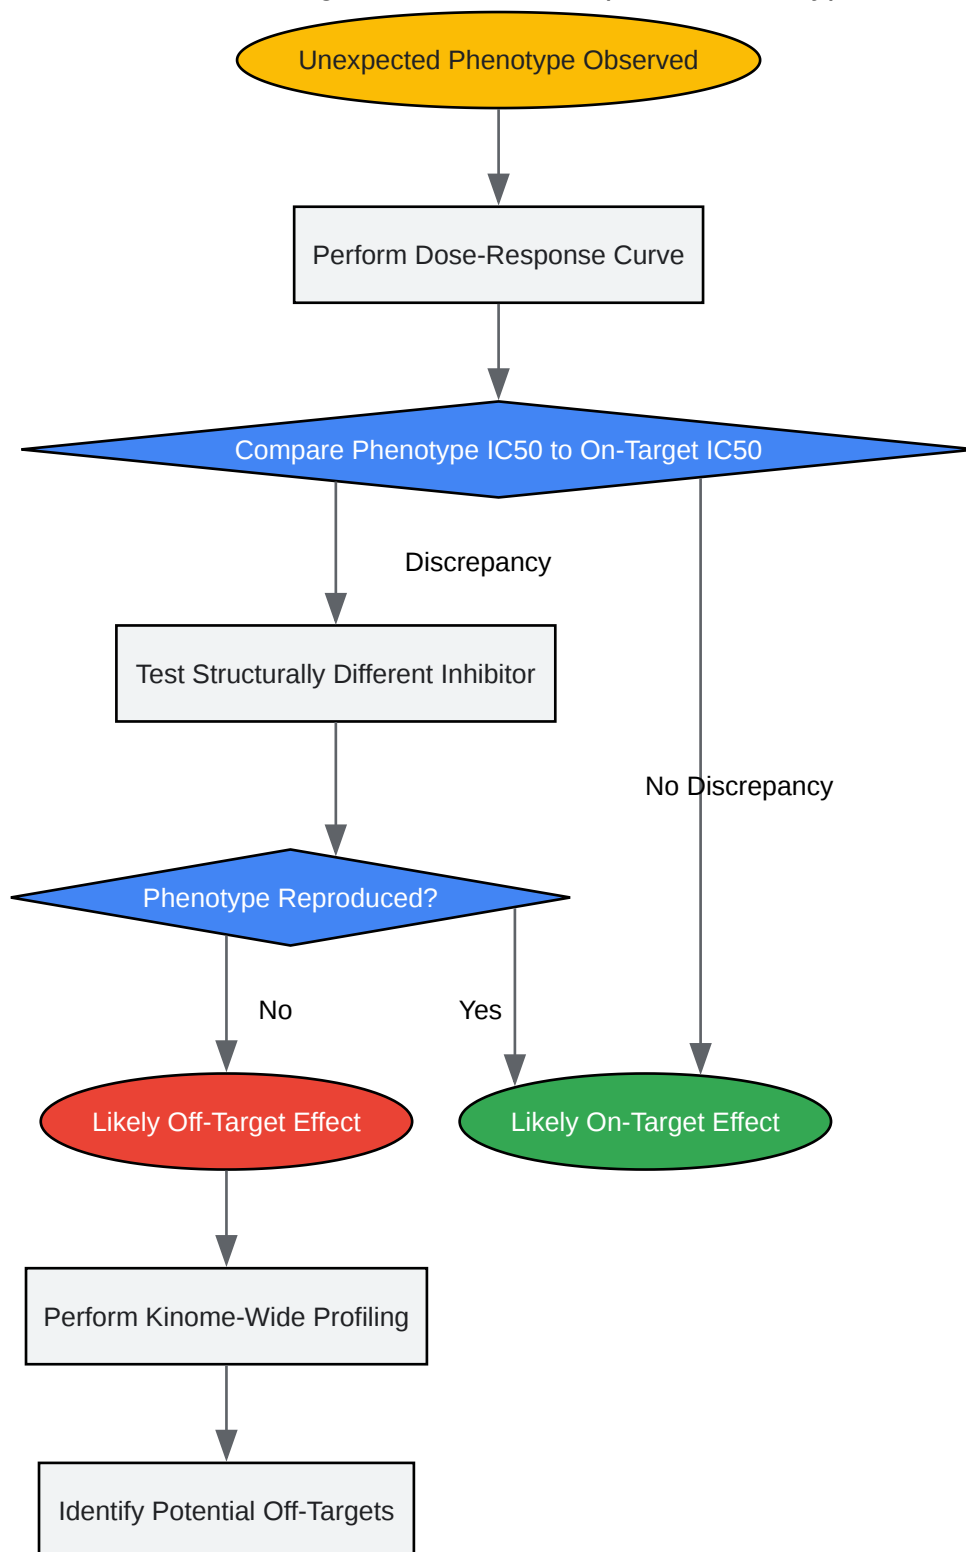 Unexpected Phenotype Observed
Perform Dose-Response Curve
Compare Phenotype IC50 to On-Target IC50
Discrepancy
Test Structurally Different Inhibitor
No Discrepancy
Phenotype Reproduced?
No
Yes
Likely Off-Target Effect
Likely On-Target Effect
Perform Kinome-Wide Profiling
Identify Potential Off-Targets